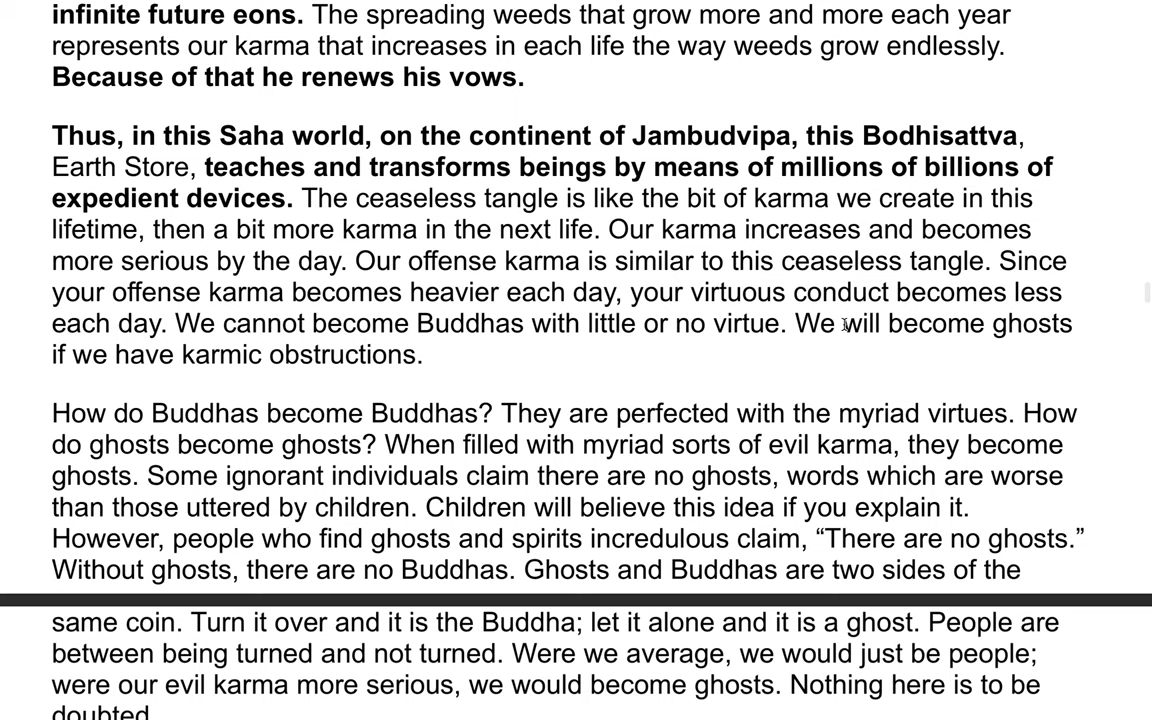 infinite future eons. The spreading weeds that grow more and more each year
represents our karma that increases in each life the way weeds grow endlessly.
Because of that he renews his vows.
Thus, in this Saha world, on the continent of Jambudvipa, this Bodhisattva,
Earth Store, teaches and transforms beings by means of millions of billions of
expedient devices. The ceaseless tangle is like the bit of karma we create in this
lifetime, then a bit more karma in the next life. Our karma increases and becomes
more serious by the day. Our offense karma is similar to this ceaseless tangle. Since
your offense karma becomes heavier each day, your virtuous conduct becomes less
each day. We cannot become Buddhas with little or no virtue. We will become ghosts
if we have karmic obstructions.
How do Buddhas become Buddhas? They are perfected with the myriad virtues. How
do ghosts become ghosts? When filled with myriad sorts of evil karma, they become
ghosts. Some ignorant individuals claim there are no ghosts, words which are worse
than those uttered by children. Children will believe this idea if you explain it.
However, people who find ghosts and spirits incredulous claim, “There are no ghosts.”
Without ghosts, there are no Buddhas. Ghosts and Buddhas are two sides of the
same coin. Turn it over and it is the Buddha; let it alone and it is a ghost. People are
between being turned and not turned. Were we average, we would just be people;
were our evil karma more serious, we would become ghosts. Nothing here is to be
doubted